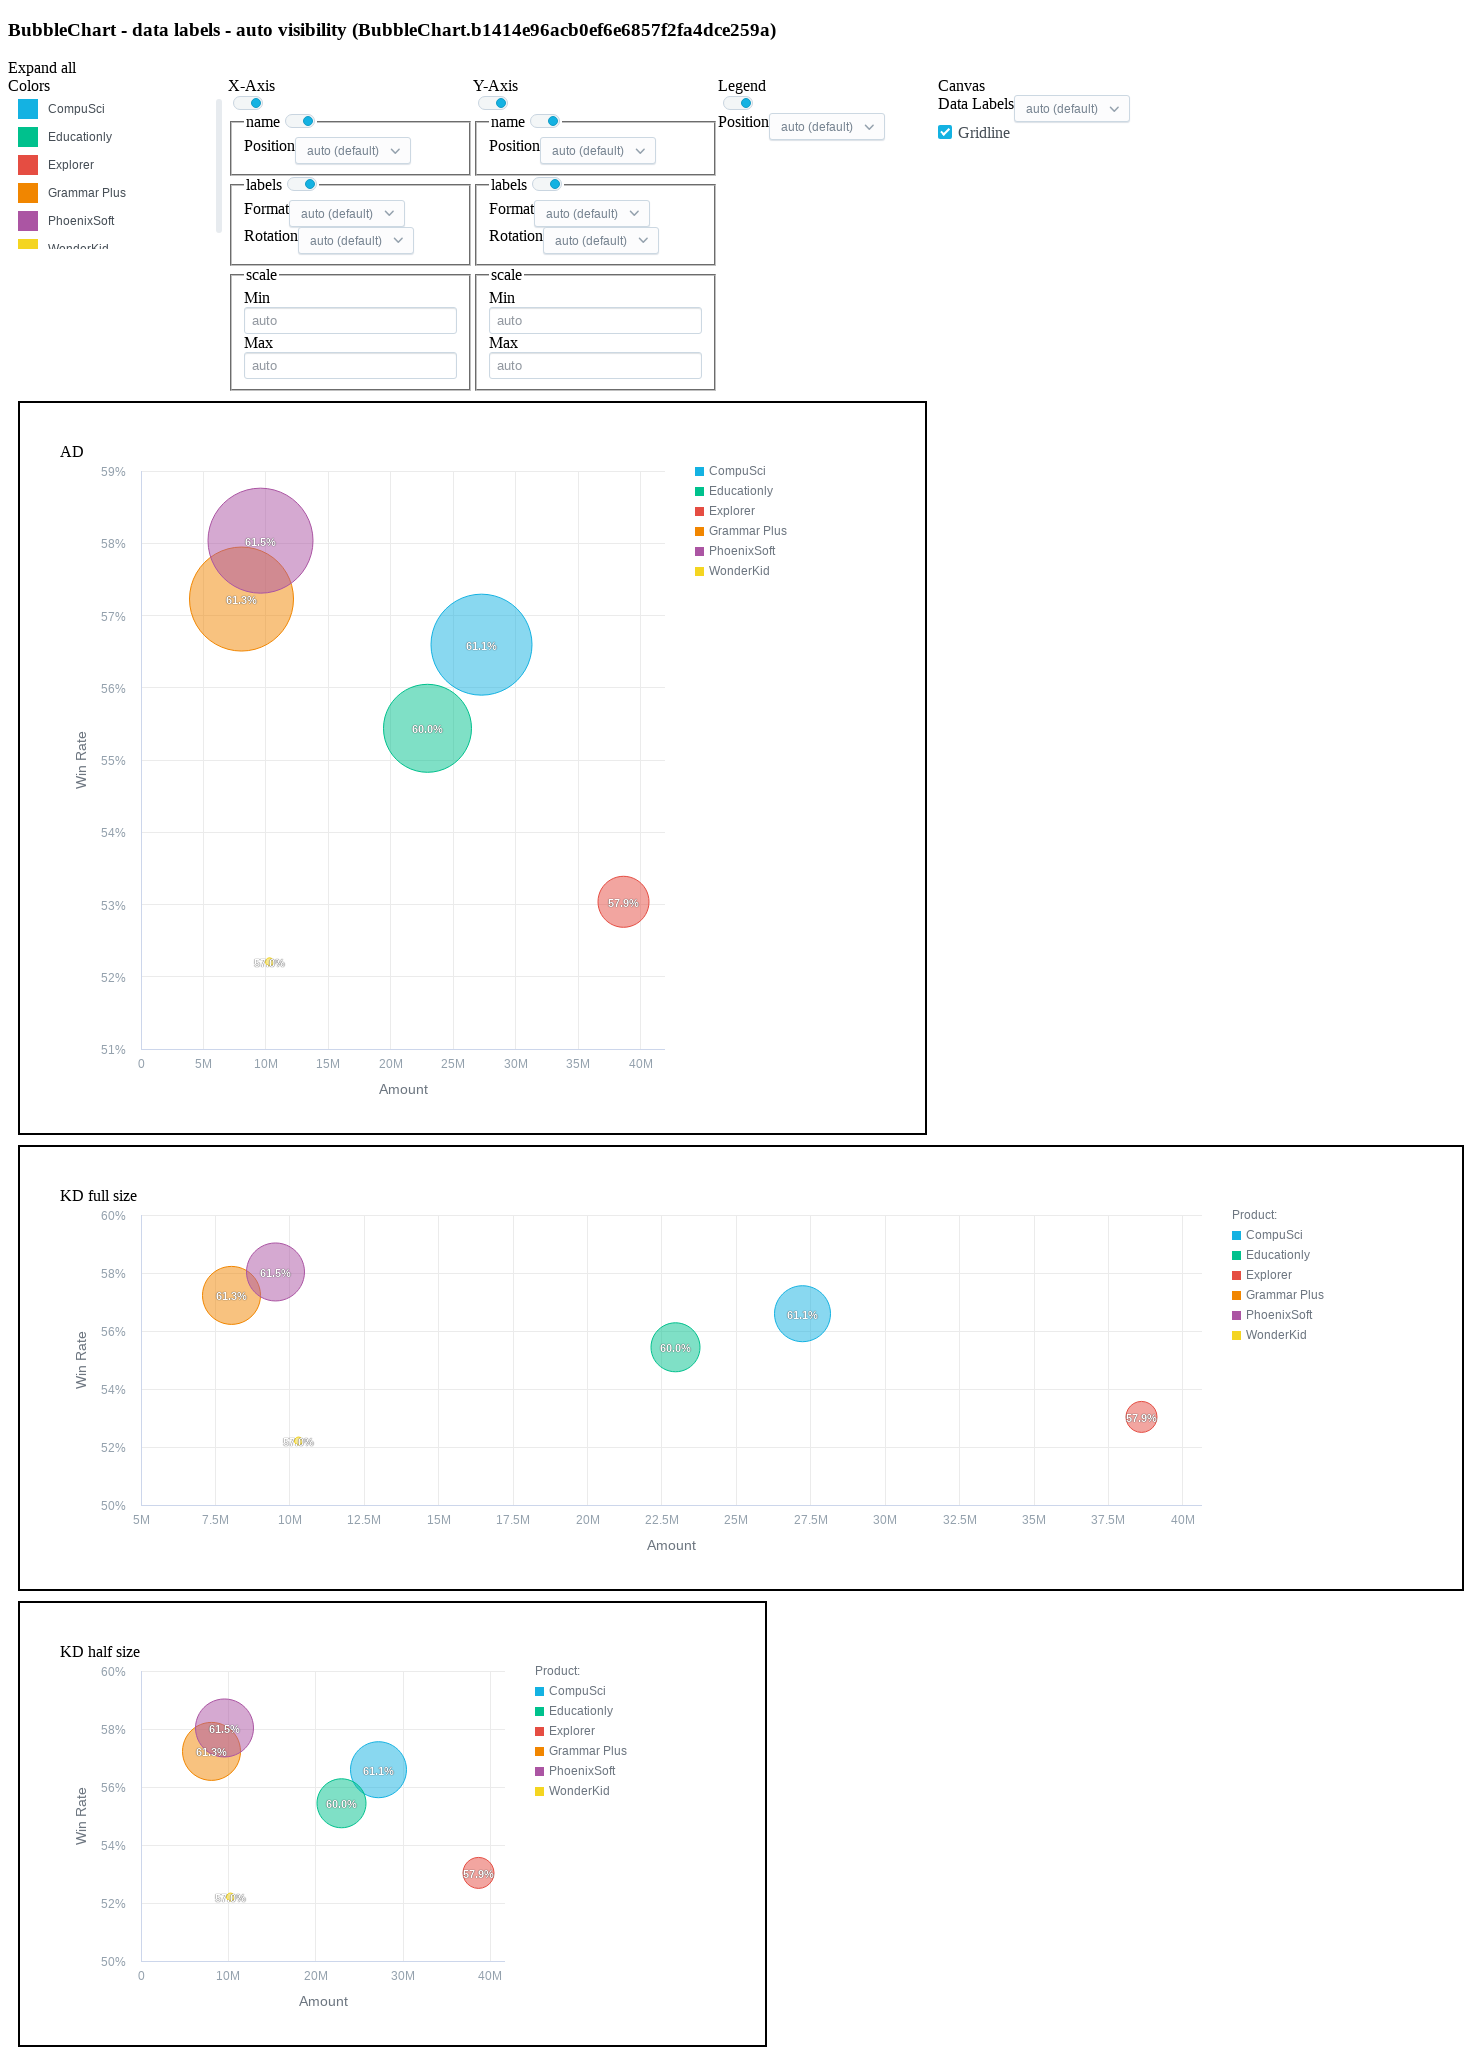 BubbleChart - data labels - auto visibility (BubbleChart.b1414e96acb0ef6e6857f2fa4dce259a)
Expand all
Colors
CompuSci
Educationly
Explorer
Grammar Plus
PhoenixSoft
WonderKid
X-Axis
name
Position auto (default)
labels
Format auto (default)
Rotation auto (default)
scale
Min
auto
Max
auto
Y-Axis
name
Position auto (default)
labels
Format auto (default)
Rotation auto (default)
scale
Min
auto
Max
auto
Legend
Position auto (default)
Canvas
Data Labels auto (default)
Gridline
AD
59%
58%
57%
56%
55%
54%
53%
52%
51%
Win Rate
61.5%
61.3%
61.1%
60.0%
57.9%
0 5M 10M 15M 20M 25M 30M 35M 40M
Amount
CompuSci
Educationly
Explorer
Grammar Plus
PhoenixSoft
WonderKid
KD full size
60%
58%
56%
54%
52%
50%
Win Rate
61.5%
61.3%
61.1%
60.0%
57.9%
5M 7.5M 10M 12.5M 15M 17.5M 20M 22.5M 25M 27.5M 30M 32.5M 35M 37.5M 40M
Amount
Product:
CompuSci
Educationly
Explorer
Grammar Plus
PhoenixSoft
WonderKid
KD half size
60%
58%
56%
54%
52%
50%
Win Rate
61.5%
61.3%
61.1%
60.0%
57.9%
0 10M 20M 30M 40M
Amount
Product:
CompuSci
Educationly
Explorer
Grammar Plus
PhoenixSoft
WonderKid